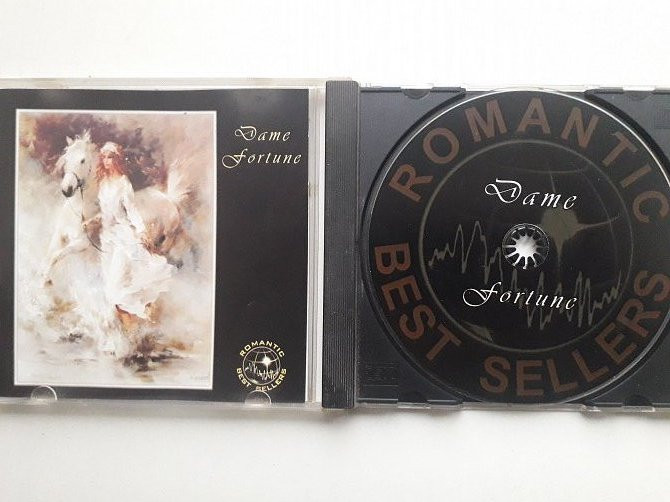 Dame
Fortune
ROMANTIC
BEST SELLERS
ROMANTIC
Dame
Fortune
BEST SELLERS